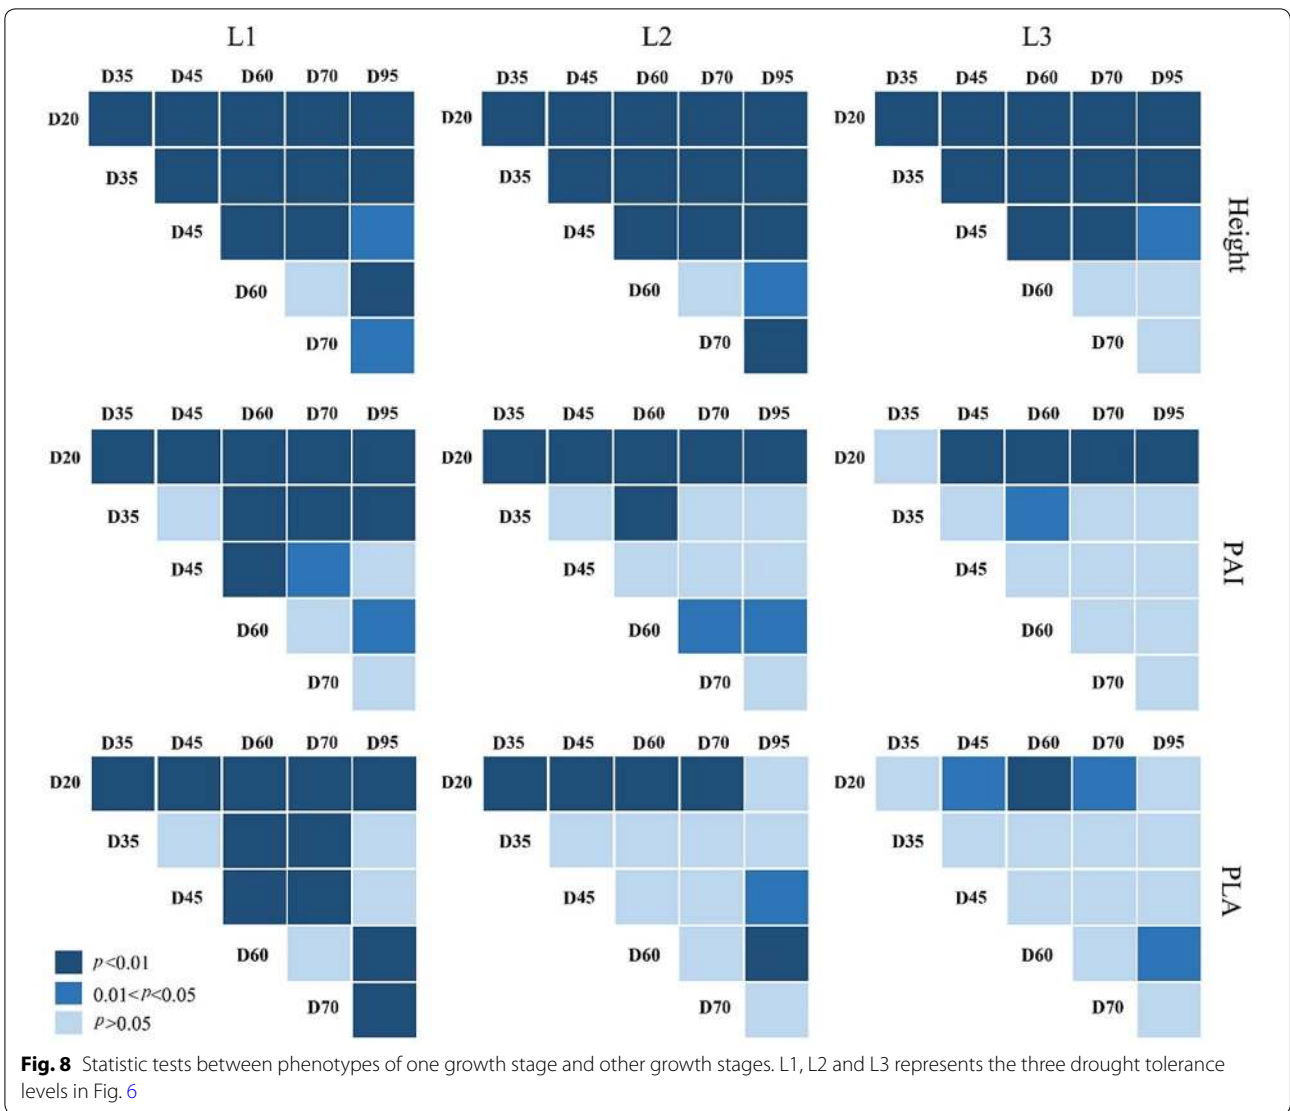 L1 L2 L3
D35 D45 D60 D70 D95 D35 D45 D60 D70 D95 D35 D45 D60 D70 D95
D20 D20 D20
D35 D35 D35
D45 D45 D45
Height
D60 D60 D60
D70 D70 D70
D35 D45 D60 D70 D95 D35 D45 D60 D70 D95 D35 D45 D60 D70 D95
D20 D20 D20
D35 D35 D35
D45 D45 D45
PAI
D60 D60 D60
D70 D70 D70
D35 D45 D60 D70 D95 D35 D45 D60 D70 D95 D35 D45 D60 D70 D95
D20 D20 D20
D35 D35 D35
D45 D45 D45
PLA
D60 D60 D60
D70 D70 D70
p<0.01
0.01<p<0.05
p>0.05
Fig. 8 Statistic tests between phenotypes of one growth stage and other growth stages. L1, L2 and L3 represents the three drought tolerance
levels in Fig. 6